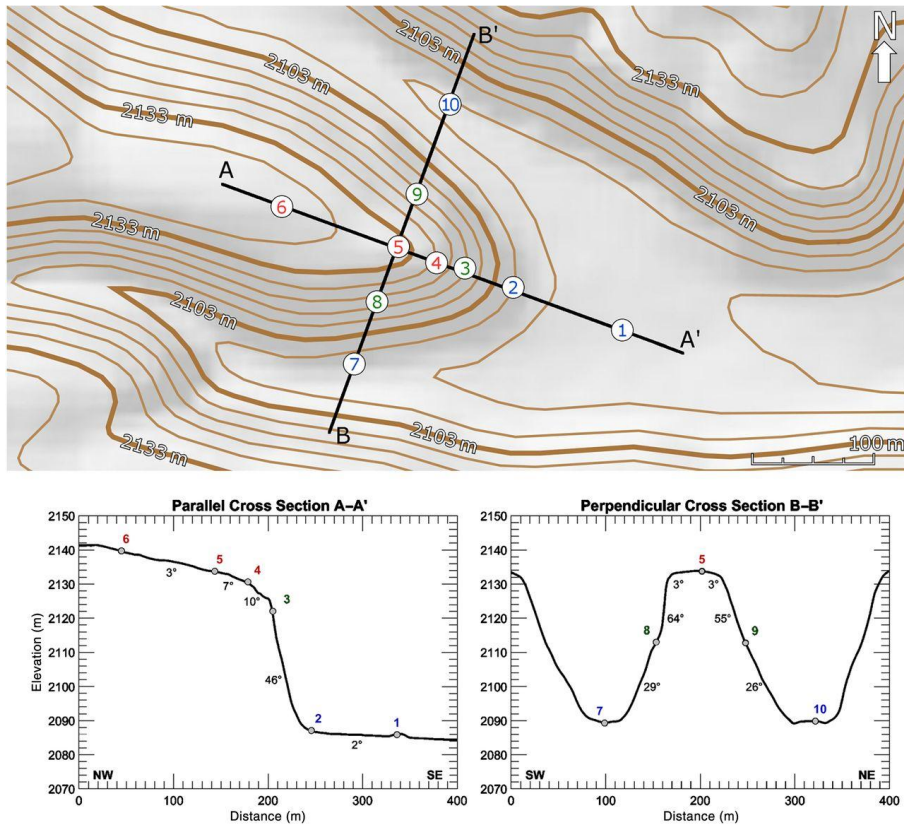 N
2103 m
B'
2133 m
2103 m
10
2133 m
A
6
9
2103 m
2133 m
5
4
3
2
8
2103 m
1
7
A'
B
2103 m
2133 m
100 m
Parallel Cross Section A–A'
2150
2140
2130
2120
2110
2100
2090
2080
2070
Elevation (m)
6
5
4
3
3°
7°
10°
46°
2
1
2°
NW
SE
0
100
200
300
400
Distance (m)
Perpendicular Cross Section B–B'
2150
2140
2130
2120
2110
2100
2090
2080
2070
5
3°
3°
64°
55°
8
9
29°
26°
7
10
SW
NE
0
100
200
300
400
Distance (m)